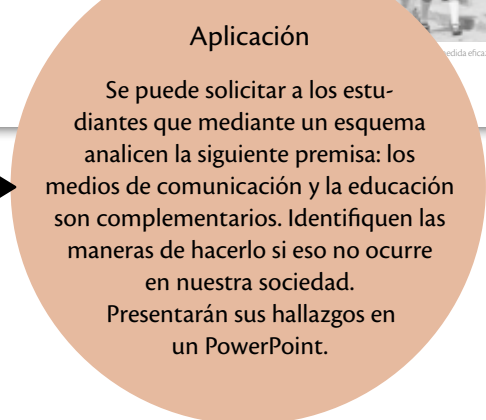 edida efica
Aplicación
Se puede solicitar a los estu-
diantes que mediante un esquema
analicen la siguiente premisa: los
medios de comunicación y la educación
son complementarios. Identifiquen las
maneras de hacerlo si eso no ocurre
en nuestra sociedad.
Presentarán sus hallazgos en
un PowerPoint.